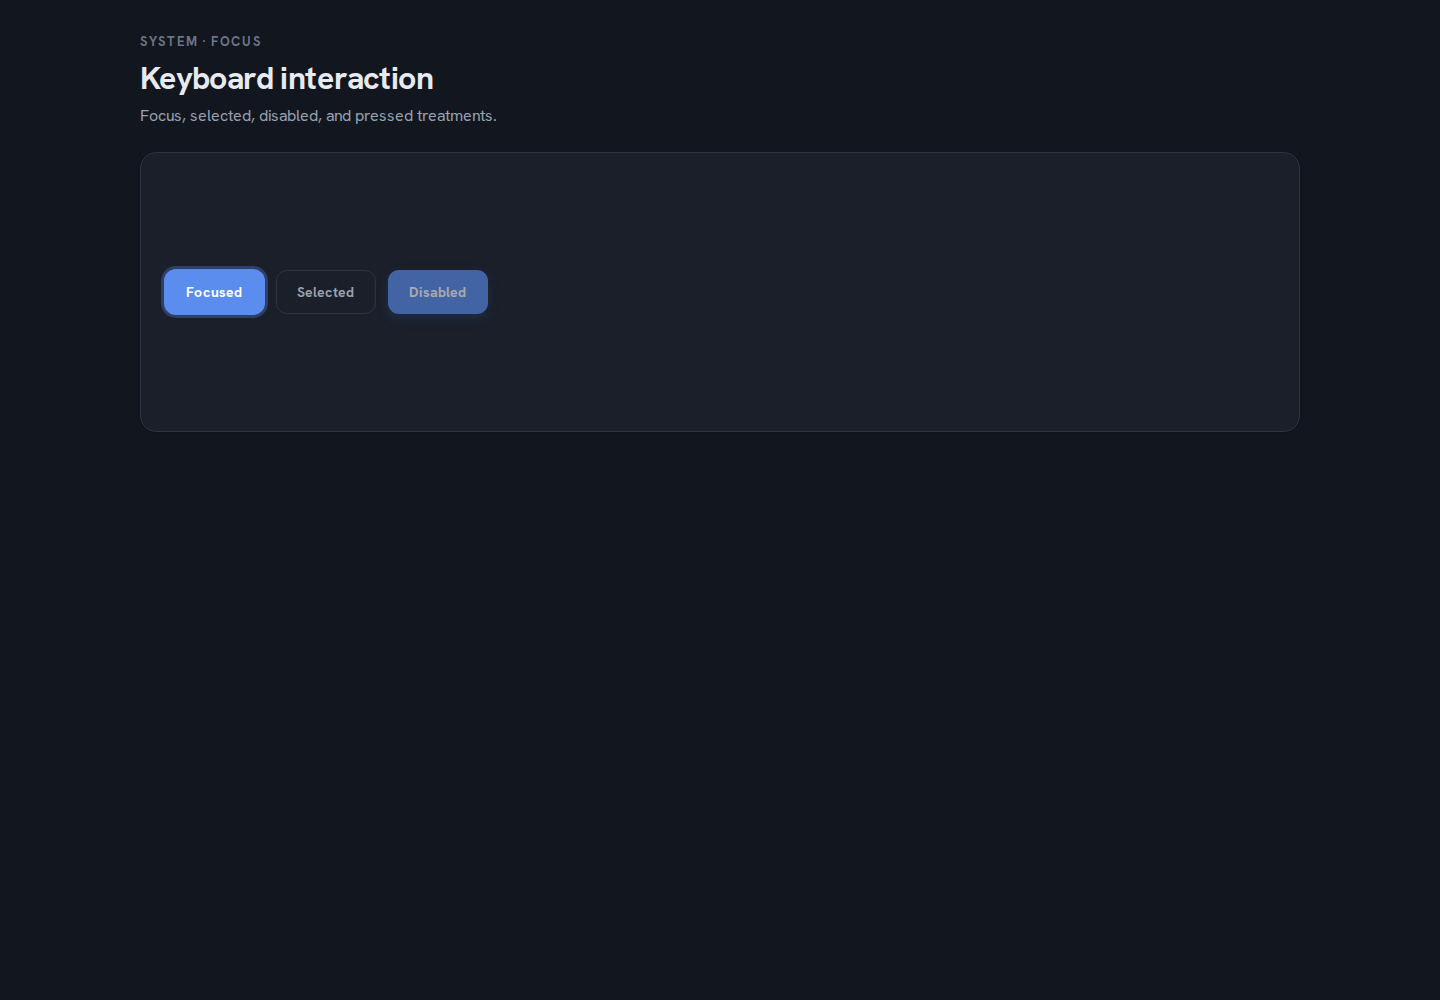 SYSTEM · FOCUS
Keyboard interaction
Focus, selected, disabled, and pressed treatments.
Focused Selected Disabled